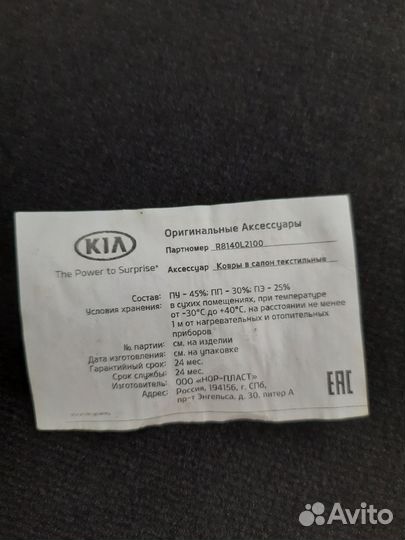 KIA
The Power to Surprise
Оригинальные Аксессуары
Партномер R8140L2100
Аксессуар Ковры в салон текстильные
Состав: ПУ - 45%; ПП - 30%; ПЭ - 25%
Условия хранения: в сухих помещениях, при температуре
от -30°C до +40°C, на расстоянии не менее
1 м от нагревательных и отопительных
приборов
№ партии: см. на изделии
Дата изготовления: см. на упаковке
Гарантийный срок: 24 мес.
Срок службы: 24 мес.
Изготовитель: ООО «НОР-ПЛАСТ»
Адрес: Россия, 194156, г. СПб,
пр-т Энгельса, д. 30, литер А
EAC
Avito